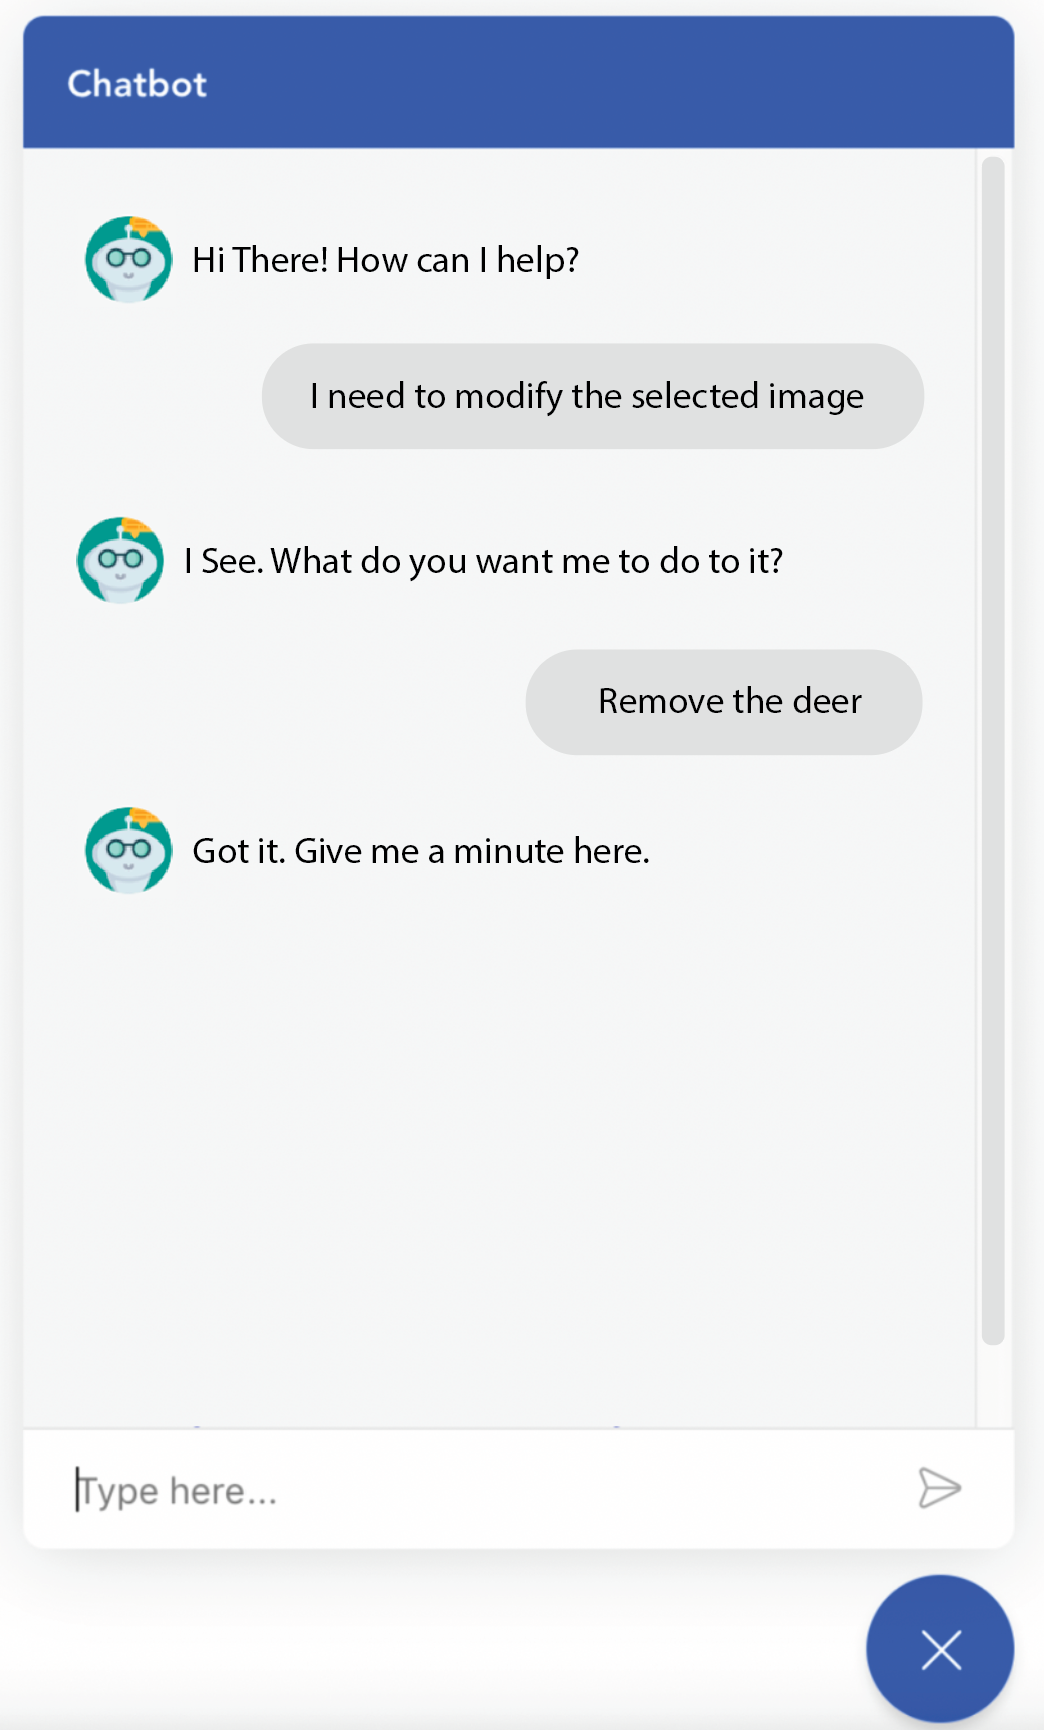 Chatbot
Hi There! How can I help?
I need to modify the selected image
I See. What do you want me to do to it?
Remove the deer
Got it. Give me a minute here.
Type here...